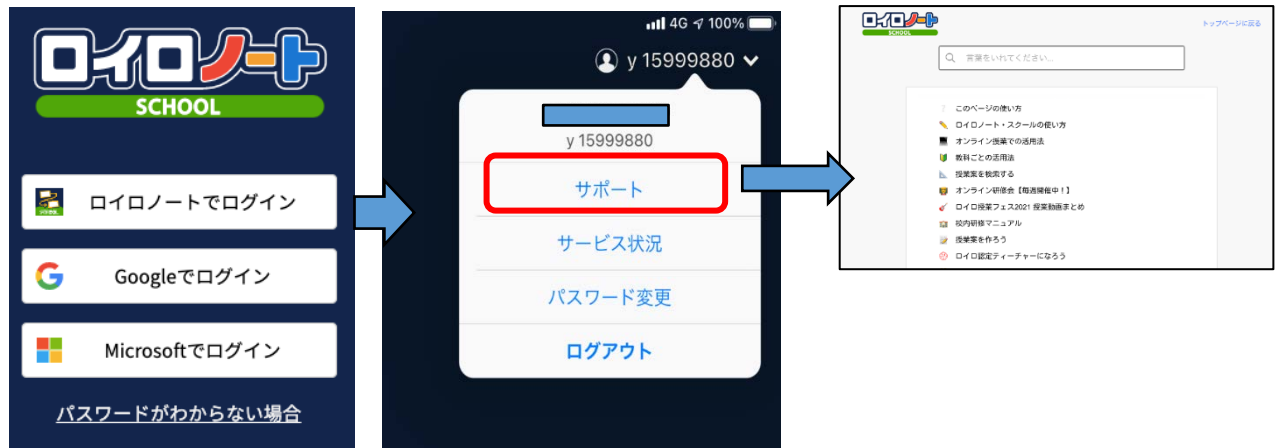 ロイロノート
SCHOOL
ロイロノートでログイン
Googleでログイン
Microsoftでログイン
パスワードがわからない場合
4G 100%
y 15999880
y 15999880
サポート
サービス状況
パスワード変更
ログアウト
ロイロノート
SCHOOL
トップページに戻る
言葉をいれてください...
このページの使い方
ロイロノート・スクールの使い方
オンライン授業での活用法
教科ごとの活用法
授業案を検索する
オンライン研修会【毎週開催中！】
ロイロ授業フェス2021 授業動画まとめ
校内研修マニュアル
授業案を作ろう
ロイロ認定ティーチャーになろう